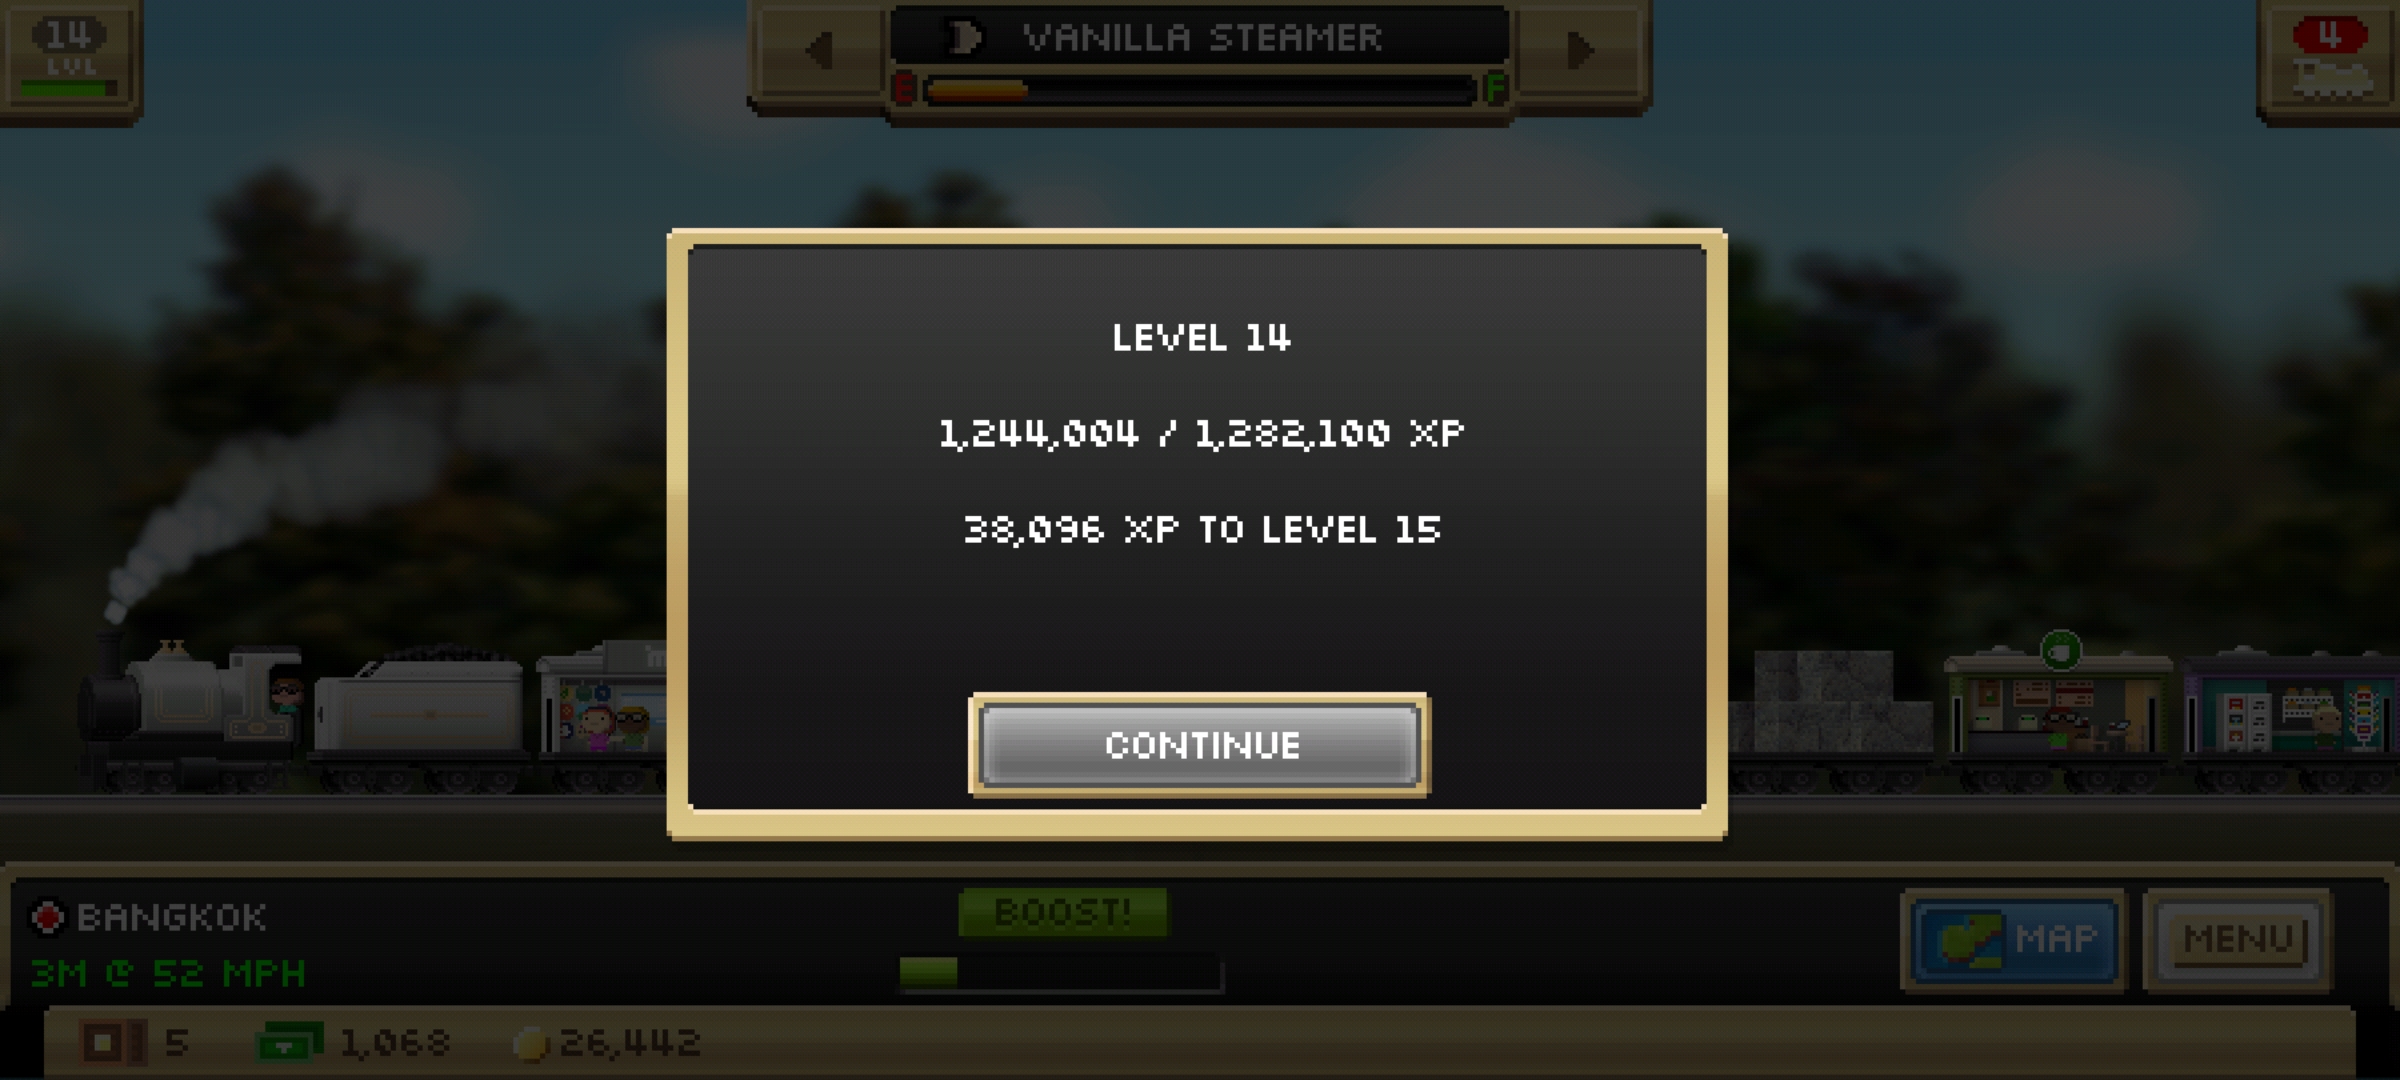 14
LVL
VANILLA STEAMER
E
F
4
LEVEL 14
1,244,004 / 1,282,100 XP
38,096 XP TO LEVEL 15
CONTINUE
BANGKOK
3M @ 52 MPH
BOOST!
MAP
MENU
5
1,068
26,442